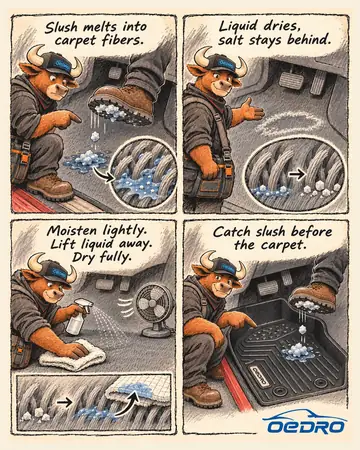 Slush melts into
carpet fibers.
Liquid dries,
salt stays behind.
Moisten lightly.
Lift liquid away.
Dry fully.
Catch slush before
the carpet.
OEDRO
OEDRO